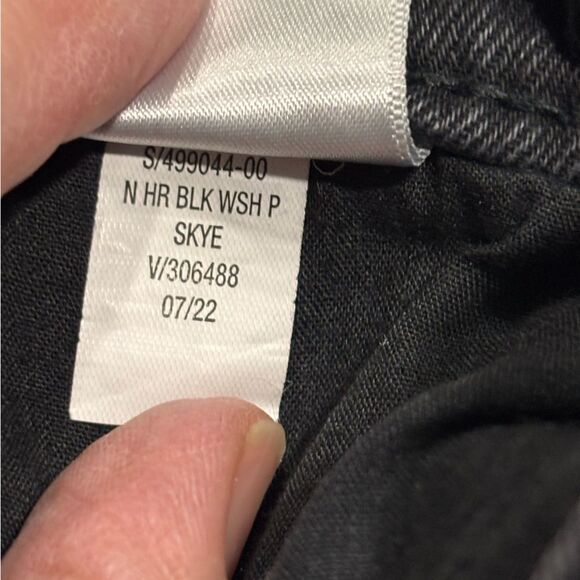 S/499044-00
N HR BLK WSH P
SKYE
V/306488
07/22